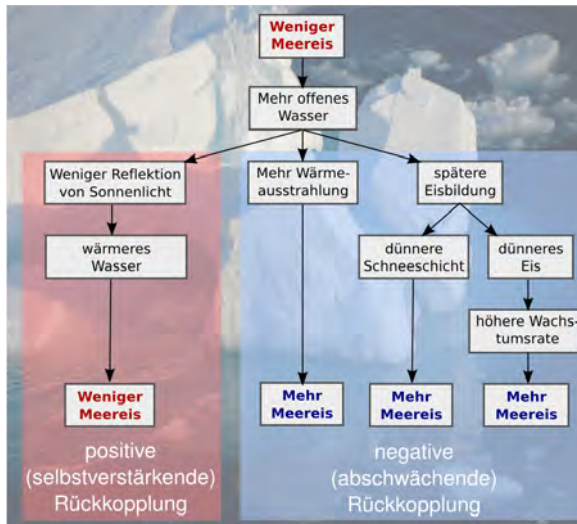 Weniger
Meereis
Mehr offenes
Wasser
Weniger Reflektion
von Sonnenlicht
Mehr Wärme-
ausstrahlung
spätere
Eisbildung
wärmeres
Wasser
dünnere
Schneeschicht
dünneres
Eis
höhere Wachs-
tumsrate
Weniger
Meereis
Mehr
Meereis
Mehr
Meereis
Mehr
Meereis
positive
(selbstverstärkende)
Rückkopplung
negative
(abschwächende)
Rückkopplung